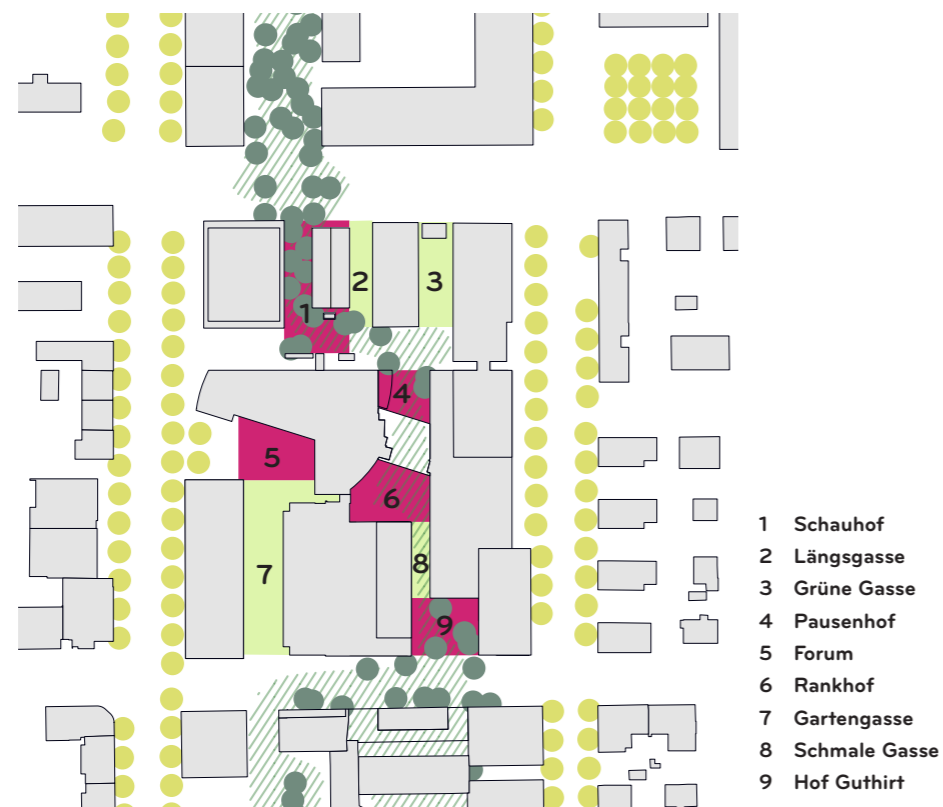 2
3
1
4
5
6
8
7
9
1 Schauhof
2 Längsgasse
3 Grüne Gasse
4 Pausenhof
5 Forum
6 Rankhof
7 Gartengasse
8 Schmale Gasse
9 Hof Guthirt